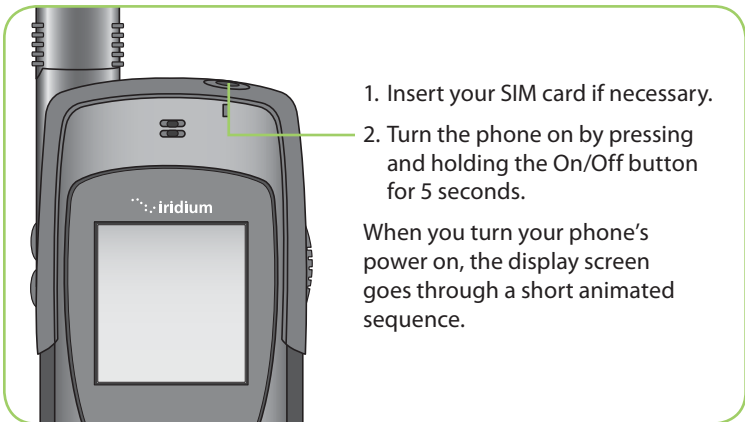 iridium
1. Insert your SIM card if necessary.
2. Turn the phone on by pressing
and holding the On/Off button
for 5 seconds.
When you turn your phone’s
power on, the display screen
goes through a short animated
sequence.